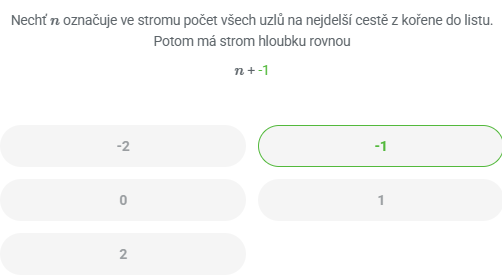 Nechť n označuje ve stromu počet všech uzlů na nejdelší cestě z kořene do listu.
Potom má strom hloubku rovnou
n + -1
-2
-1
0
1
2